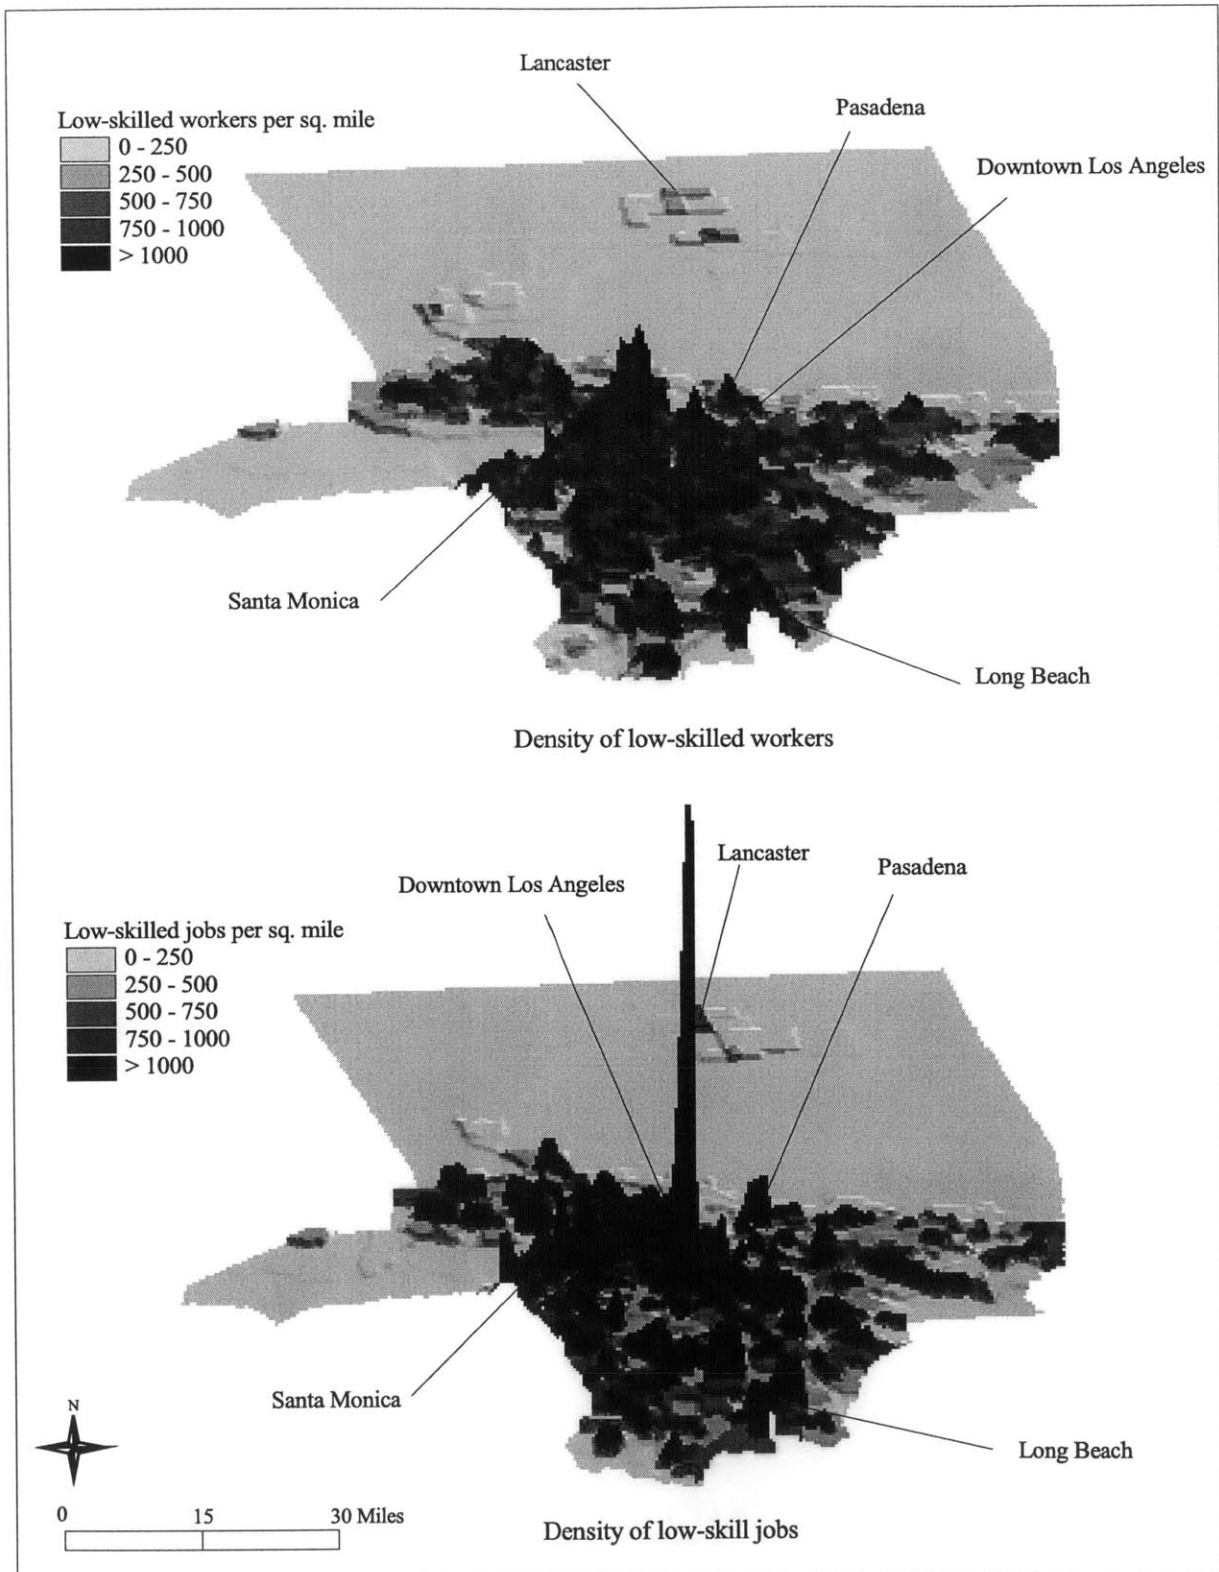 Lancaster
Pasadena
Low-skilled workers per sq. mile
0 - 250
250 - 500
500 - 750
750 - 1000
> 1000
Downtown Los Angeles
Santa Monica
Long Beach
Density of low-skilled workers
Lancaster
Downtown Los Angeles
Pasadena
Low-skilled jobs per sq. mile
0 - 250
250 - 500
500 - 750
750 - 1000
> 1000
Santa Monica
N
Long Beach
0 15 30 Miles
Density of low-skill jobs